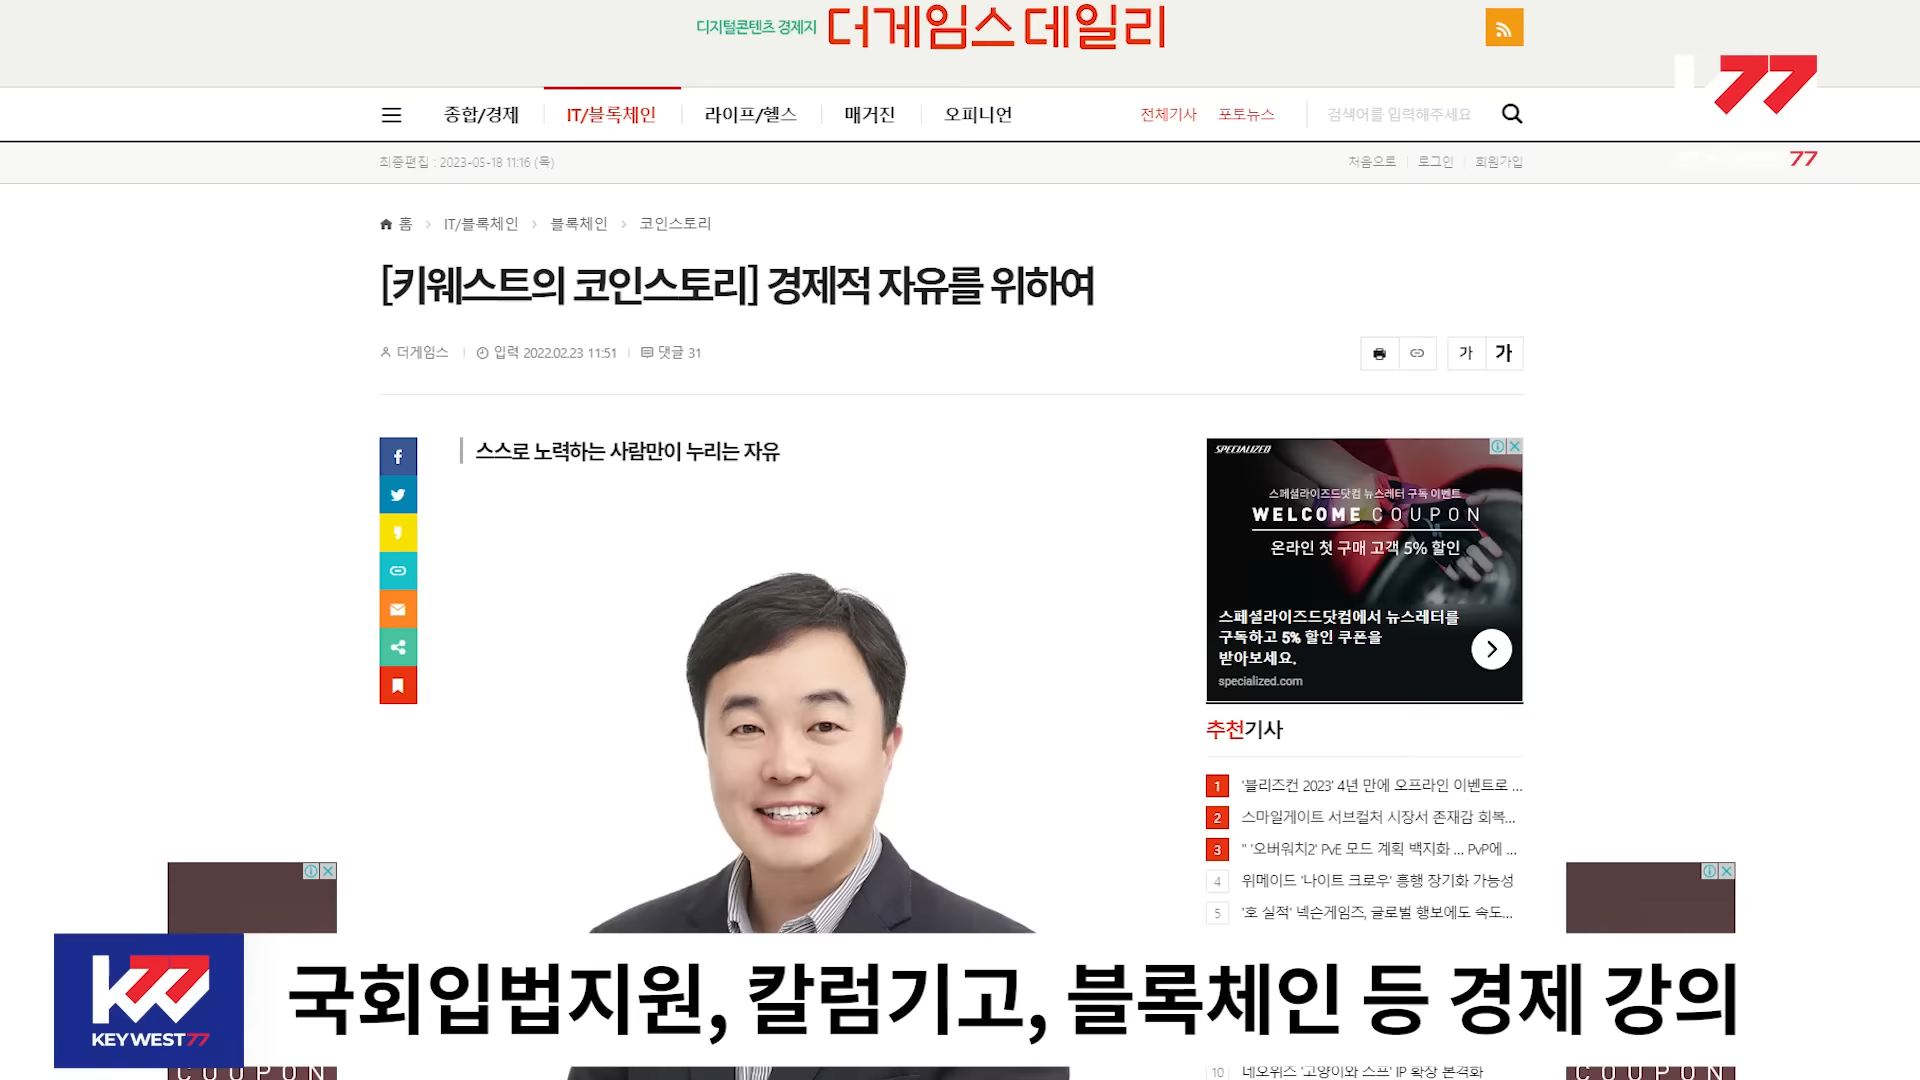 디지털콘텐츠 경제지 더게임스데일리
77
종합/경제 IT/블록체인 라이프/헬스 매거진 오피니언 전체기사 포토뉴스 검색어를 입력해주세요
최종편집 : 2023-05-18 11:16 (목) 처음으로 로그인 회원가입
77
홈 IT/블록체인 블록체인 코인스토리
[키웨스트의 코인스토리] 경제적 자유를 위하여
더게임스 입력 2022.02.23 11:51 댓글 31
가 가
스스로 노력하는 사람만이 누리는 자유
SPECIALIZED
스페셜라이즈드닷컴 뉴스레터 구독 이벤트
WELCOME COUPON
온라인 첫 구매 고객 5% 할인
스페셜라이즈드닷컴에서 뉴스레터를
구독하고 5% 할인 쿠폰을
받아보세요.
specialized.com
추천기사
1 '블리즈컨 2023' 4년 만에 오프라인 이벤트로 ...
2 스마일게이트 서브컬처 시장서 존재감 회복...
3 " '오버워치2' PvE 모드 계획 백지화 ... PvP에 ...
4 위메이드 '나이트 크로우' 흥행 장기화 가능성
5 '호 실적' 넥슨게임즈, 글로벌 행보에도 속도...
K77
KEYWEST77
국회입법지원, 칼럼기고, 블록체인 등 경제 강의
COUPON
10 네오위즈 '고양이와 스프' IP 확장 본격화
COUPON